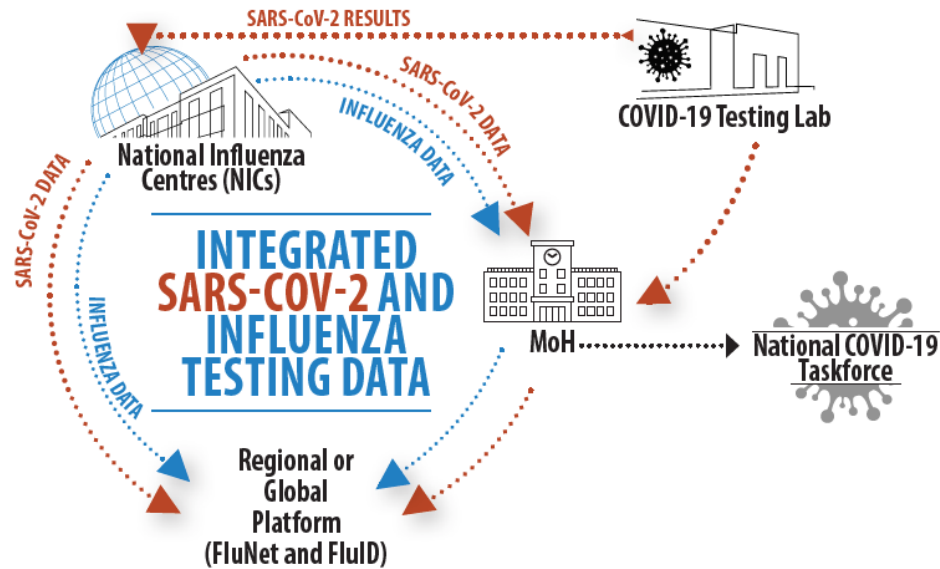 SARS-CoV-2 RESULTS
SARS-CoV-2 DATA
INFLUENZA DATA
COVID-19 Testing Lab
National Influenza
Centres (NICs)
SARS-CoV-2 DATA
INFLUENZA DATA
INTEGRATED
SARS-COV-2 AND
INFLUENZA
TESTING DATA
MoH
National COVID-19
Taskforce
Regional or
Global
Platform
(FluNet and FluID)